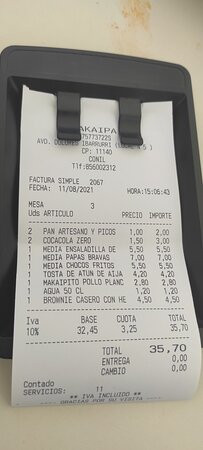 MAKAIPA
AVD. DOLORES IBARRURI
CP: 11140
CONIL
Tlf:856002312
FACTURA SIMPLE 2067
FECHA: 11/08/2021 HORA:15:06:43
MESA 3
Uds ARTICULO PRECIO IMPORTE
2 PAN ARTESANO Y PICOS 1,00 2,00
2 COCACOLA ZERO 1,50 3,00
1 MEDIA ENSALADILLA DE 5,50 5,50
1 MEDIA PAPAS BRAVAS 7,00 7,00
1 MEDIA CHOCOS FRITOS 5,50 5,50
1 TOSTA DE ATUN DE AIJA 4,20 4,20
1 MAKAIPITO POLLO PLANC 2,80 2,80
1 AGUA 50 CL 1,20 1,20
1 BROWNIE CASERO CON HE 4,50 4,50
Iva BASE CUOTA TOTAL
10% 32,45 3,25 35,70
TOTAL 35,70
ENTREGA 0,00
CAMBIO 0,00
Contado
SERVICIOS: 11
** IVA INCLUIDO **
GRACIAS POR SU VISITA